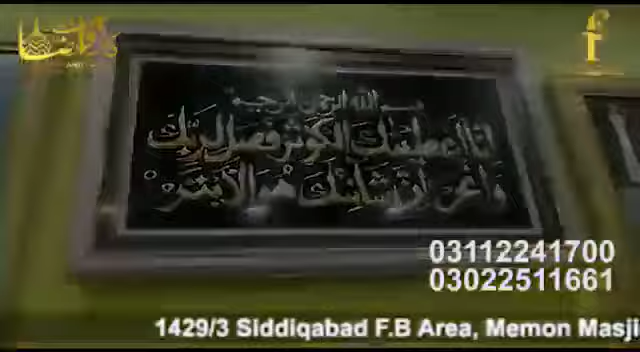 بسم الله الرحمن الرحيم
انا اعطينك الكوثر فصل لربك
وانحر ان شانئك هو الابتر
03112241700
03022511661
1429/3 Siddiqabad F.B Area, Memon Masji